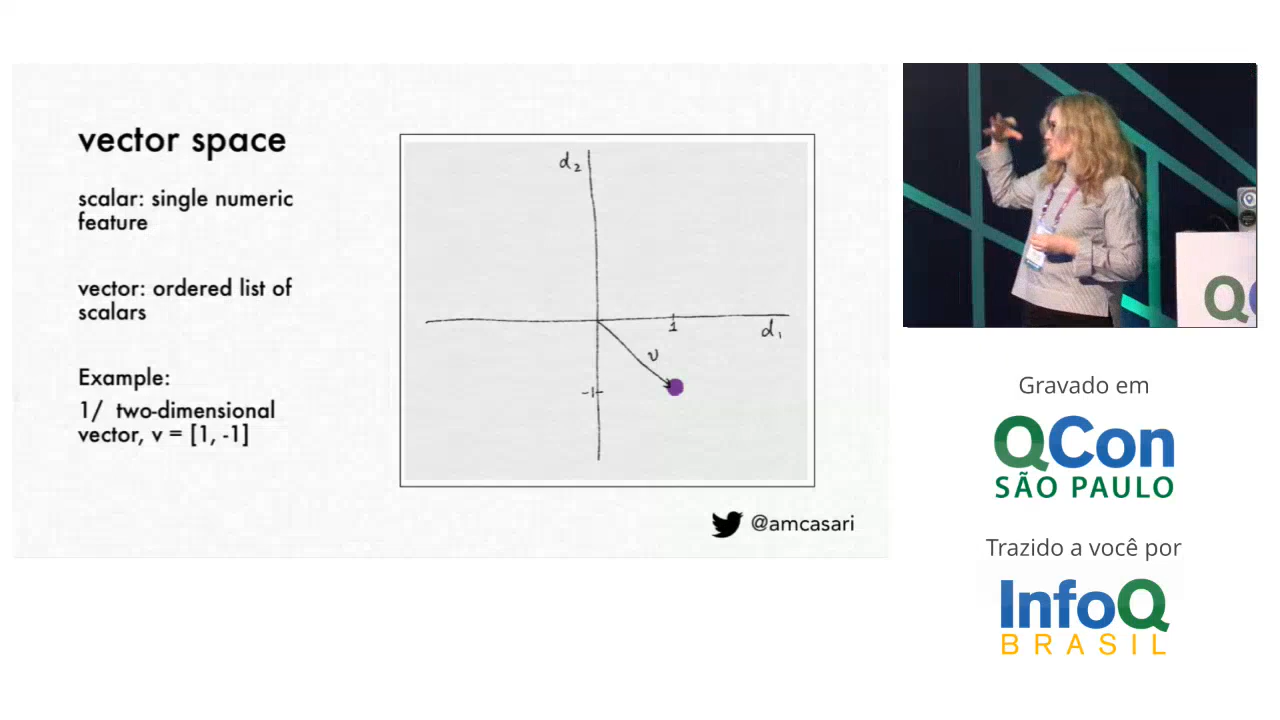 vector space
scalar: single numeric
feature
vector: ordered list of
scalars
Example:
1/ two-dimensional
vector, v = [1, -1]
d₂
1
d₁
v
-1
@amcasari
Gravado em
QCon
SÃO PAULO
Trazido a você por
InfoQ
BRASIL